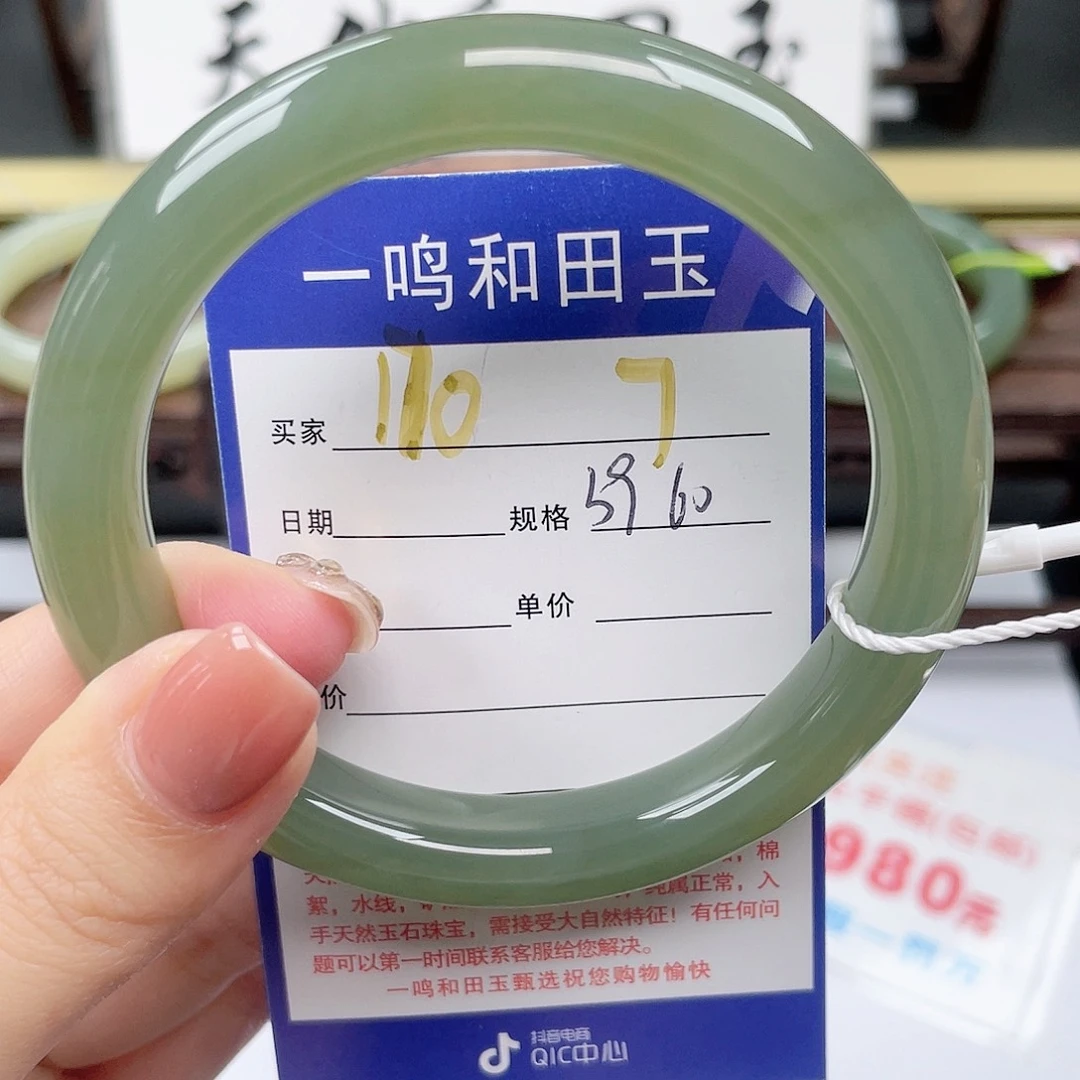 天
玉
一鸣和田玉
买家 170 7
日期 规格 59 60
单价
价
棉
絮，水线，
纯属正常，入
手天然玉石珠宝，需接受大自然特征！有任何问
题可以第一时间联系客服给您解决。
一鸣和田玉甄选祝您购物愉快
抖音电商
QIC中心
980元